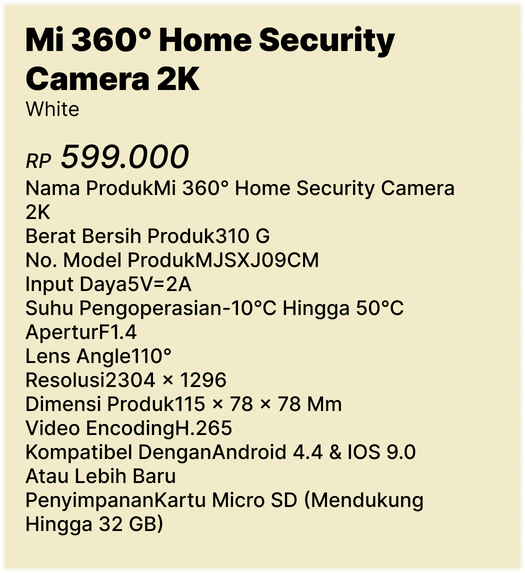 Mi 360° Home Security
Camera 2K
White
RP 599.000
Nama ProdukMi 360° Home Security Camera
2K
Berat Bersih Produk310 G
No. Model ProdukMJSXJ09CM
Input Daya5V=2A
Suhu Pengoperasian-10°C Hingga 50°C
AperturF1.4
Lens Angle110°
Resolusi2304 × 1296
Dimensi Produk115 × 78 × 78 Mm
Video EncodingH.265
Kompatibel DenganAndroid 4.4 & IOS 9.0
Atau Lebih Baru
PenyimpananKartu Micro SD (Mendukung
Hingga 32 GB)